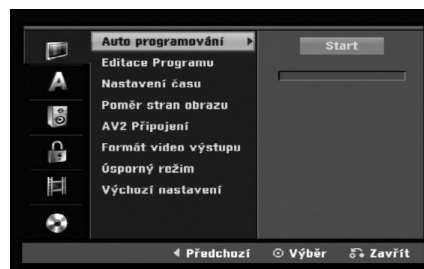 Auto programování
Start
Editace Programu
Nastavení času
Poměr stran obrazu
AV2 Připojení
Formát video výstupu
Úsporný režim
Výchozí nastavení
A
Předchozí Výběr Zavřít